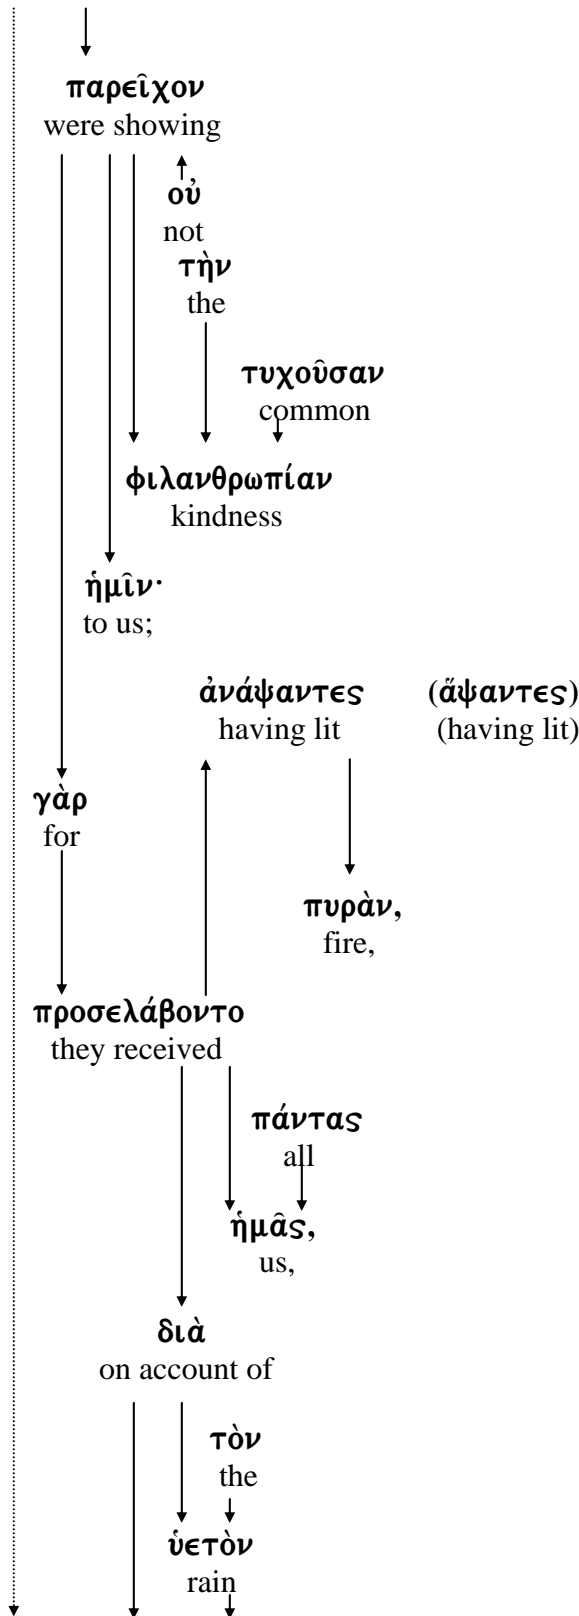 παρεῖχον
were showing
οὐ
not
τὴν
the
τυχοῦσαν
common
φιλανθρωπίαν
kindness
ἡμῖν·
to us;
ἀνάψαντες (ἅψαντες)
having lit (having lit)
γὰρ
for
πυρὰν,
fire,
προσελάβοντο
they received
πάντας
all
ἡμᾶς,
us,
διὰ
on account of
τὸν
the
ὑετὸν
rain